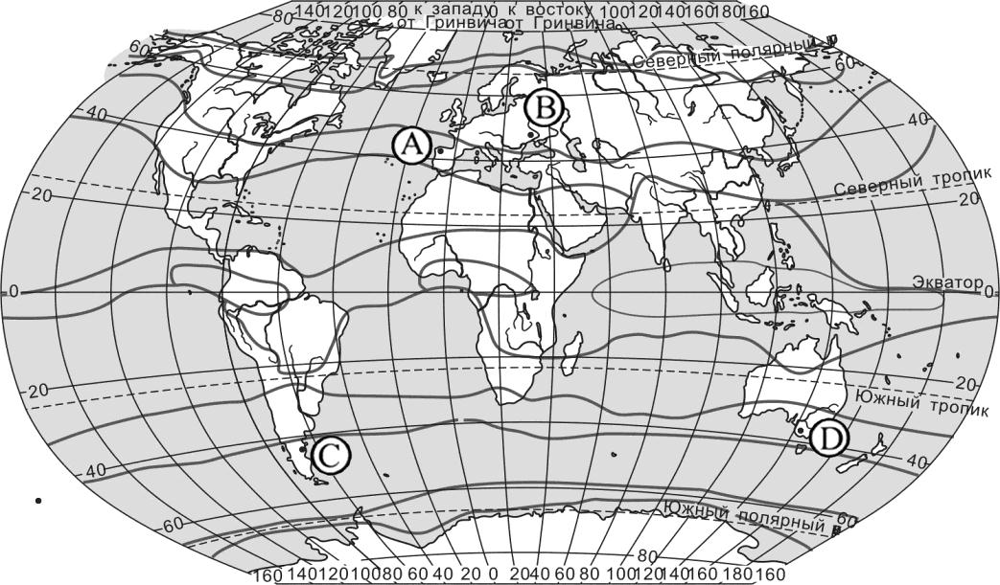 к западу к востоку
от Гринвича от Гринвича
80 140 120 100 80 0 100 120 140 160 180 160
Северный полярный
60 60
B
A
40 40
Северный тропик
20 20
Экватор
0 0
20 20
Южный тропик
D
C
40 40
Южный полярный
60 60
80
160 140 120 100 80 60 40 20 0 20 40 60 80 100 120 140 160 180 160